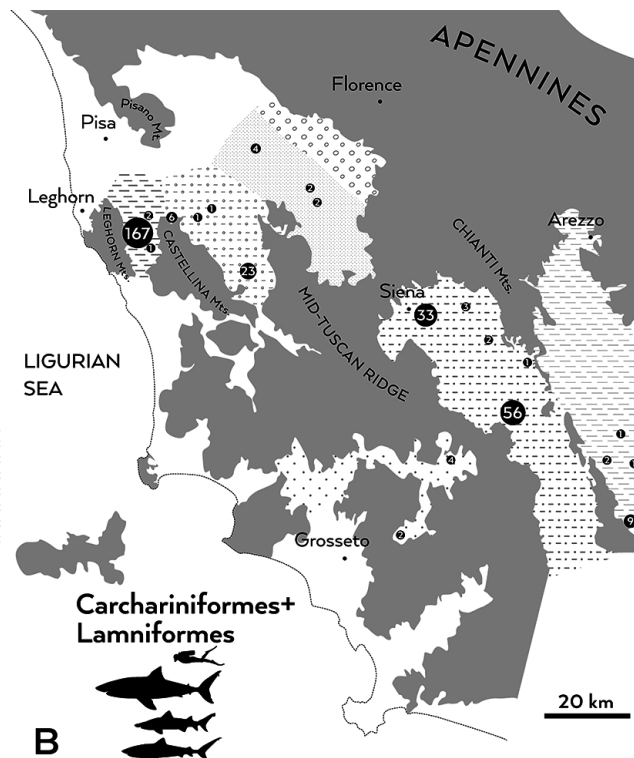 APENNINES
Florence
Pisano Mt.
Pisa
4
2
2
Leghorn
LEGHORN Mts.
167
2
1
6
1
1
CASTELLINA Mts.
23
MID-TUSCAN RIDGE
CHIANTI Mts.
Arezzo
Siena
33
3
2
1
56
LIGURIAN
SEA
1
2
9
4
2
Grosseto
Carchariniformes+
Lamniformes
20 km
B